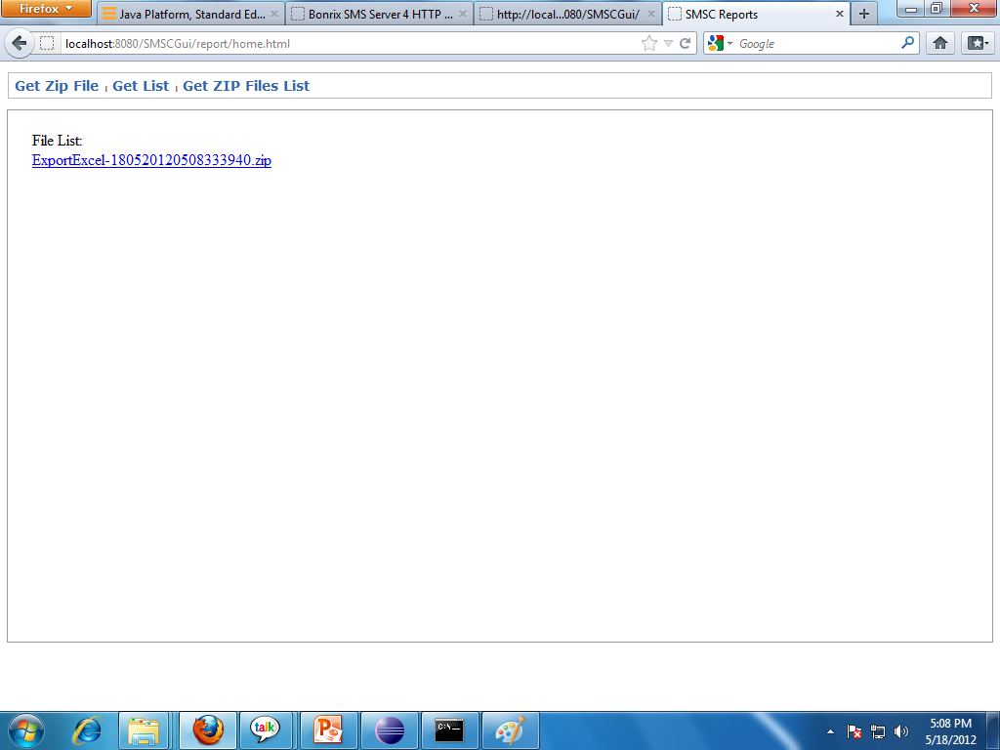 Firefox
Java Platform, Standard Ed...
Bonrix SMS Server 4 HTTP ...
http://local...080/SMSCGui/
SMSC Reports
localhost:8080/SMSCGui/report/home.html
Google
Get Zip File
Get List
Get ZIP Files List
File List:
ExportExcel-180520120508333940.zip
talk
C:\_
5:08 PM
5/18/2012